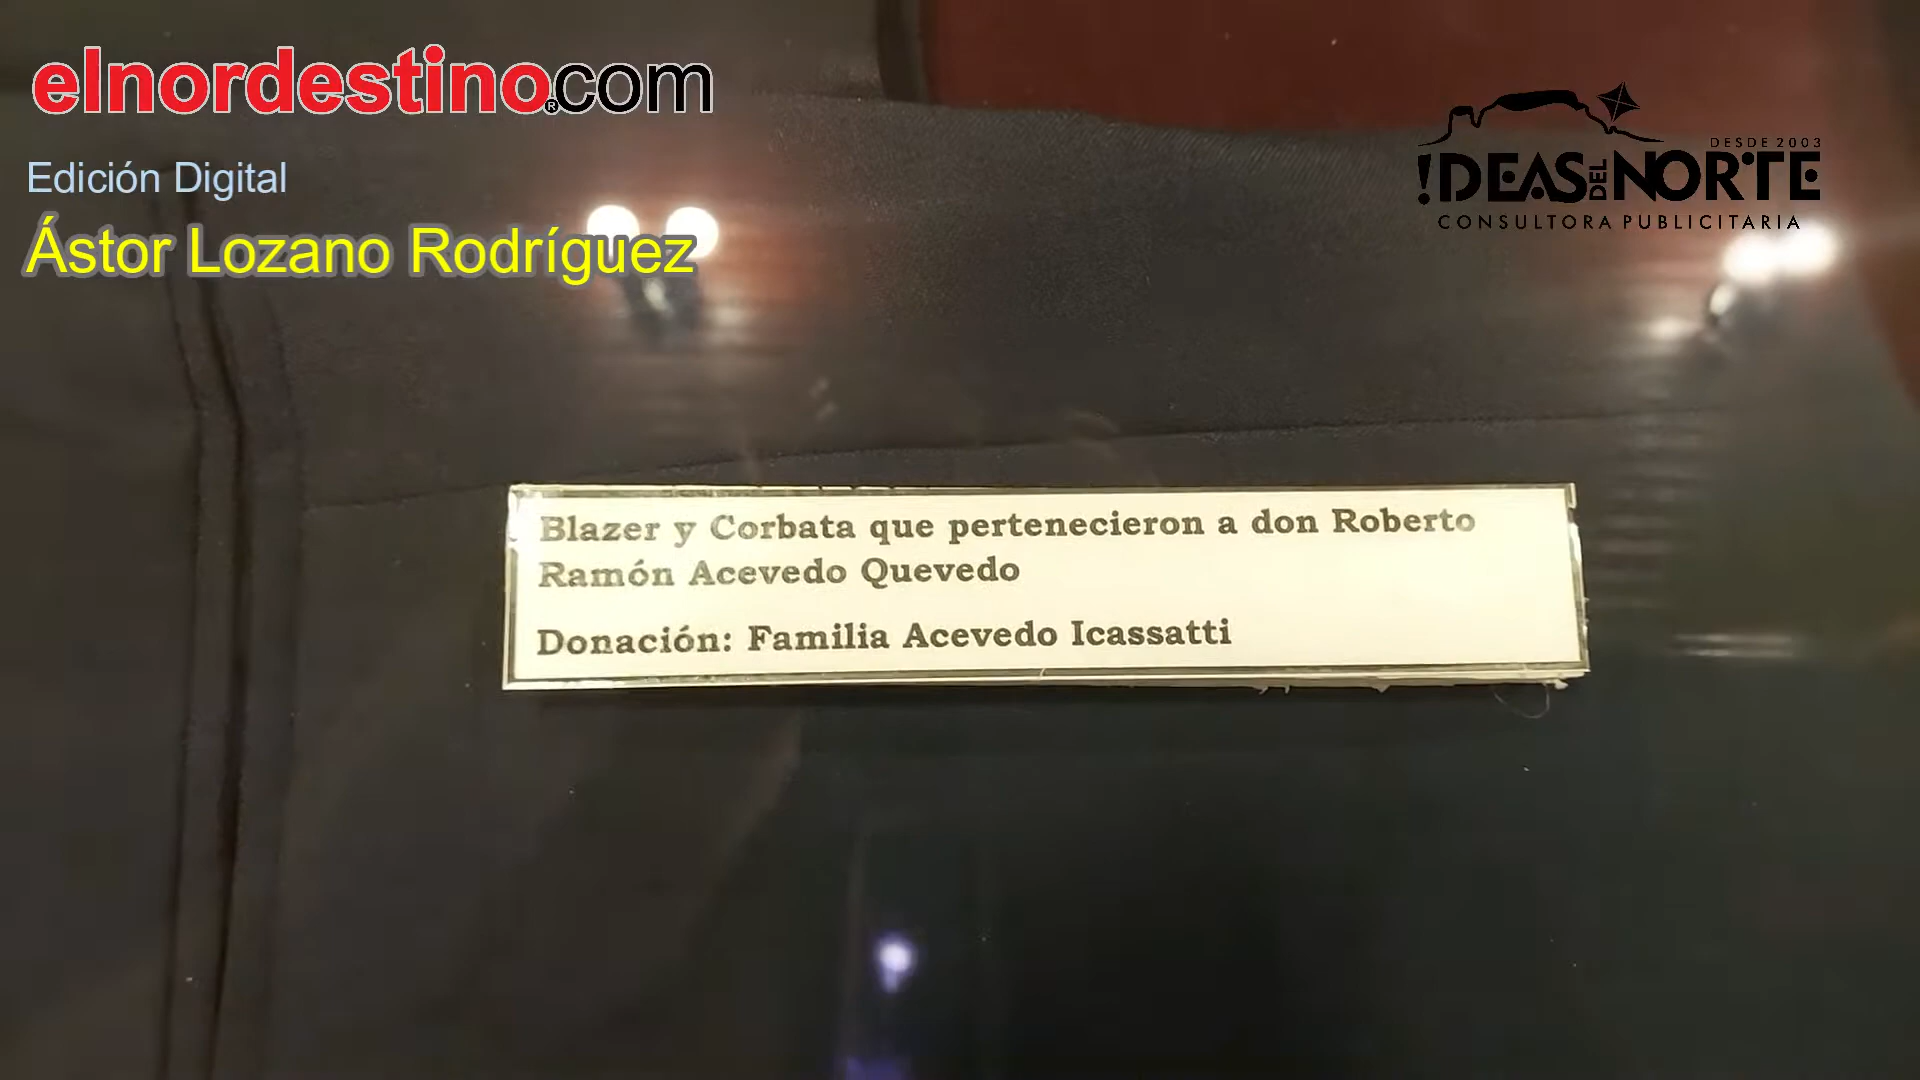 elnordestino®.com
Edición Digital
Ástor Lozano Rodríguez
DESDE 2003
!DEAS DEL NORTE
CONSULTORA PUBLICITARIA
Blazer y Corbata que pertenecieron a don Roberto
Ramón Acevedo Quevedo
Donación: Familia Acevedo Icassatti